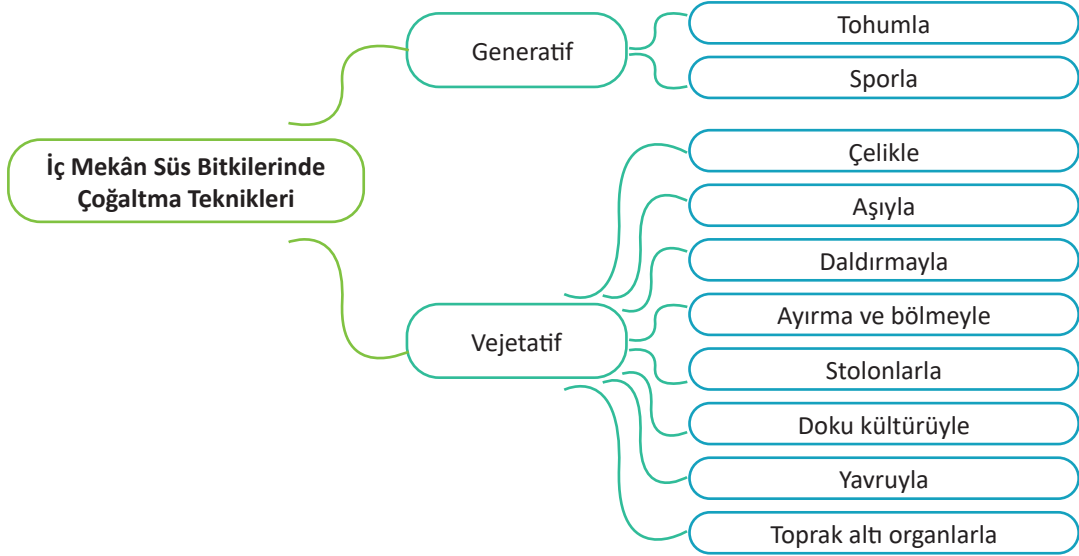 İç Mekân Süs Bitkilerinde
Çoğaltma Teknikleri
Generatif
Tohumla
Sporla
Vejetatif
Çelikle
Aşıyla
Daldırmayla
Ayırma ve bölmeyle
Stolonlarla
Doku kültürüyle
Yavruyla
Toprak altı organlarla